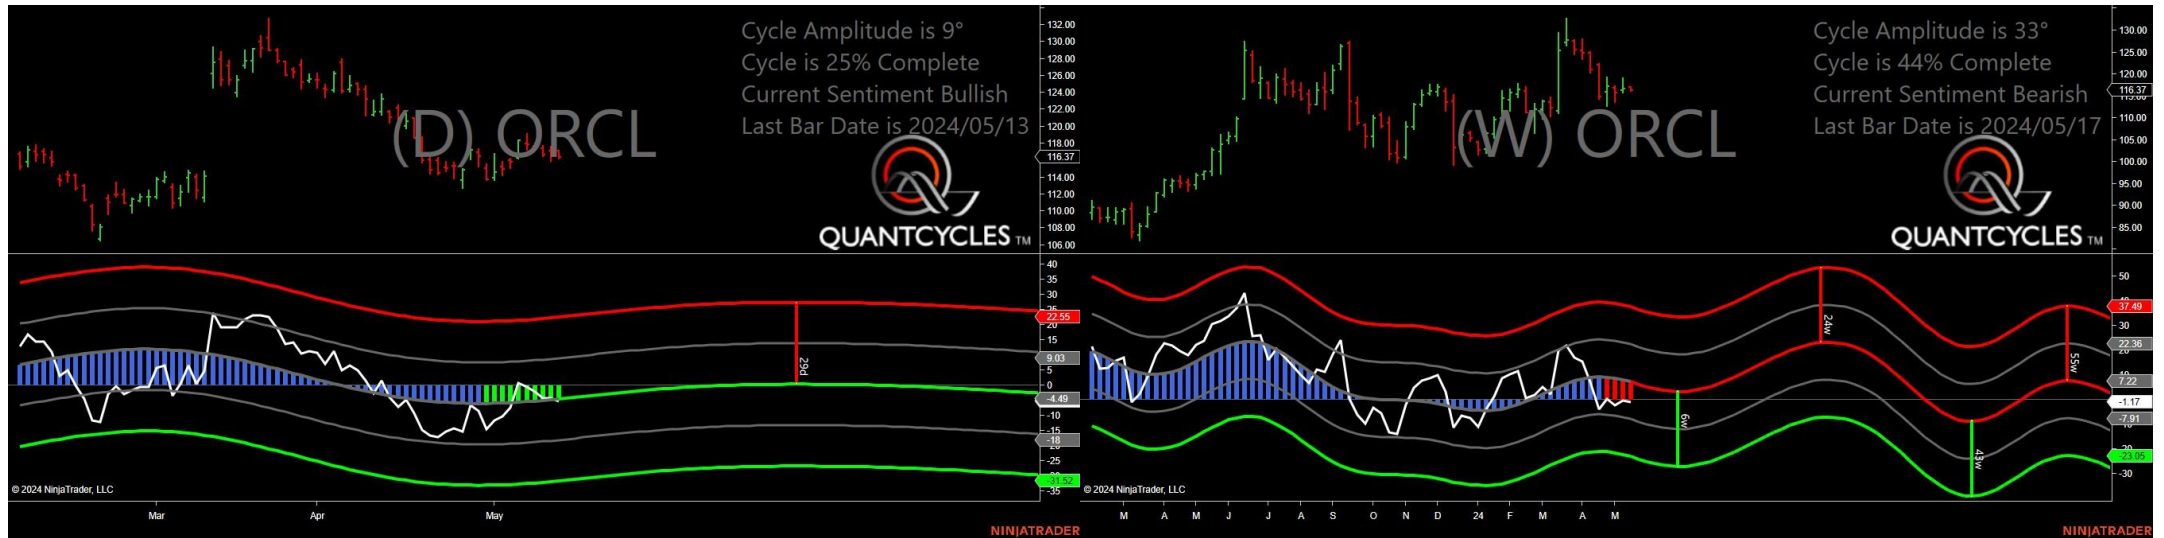 Cycle Amplitude is 9°
Cycle is 25% Complete
Current Sentiment Bullish
Last Bar Date is 2024/05/13
(D) ORCL
QUANTCYCLES TM
132.00
130.00
128.00
126.00
124.00
122.00
120.00
118.00
116.37
114.00
112.00
110.00
108.00
106.00
40
35
30
25
22.55
20
15
9.03
5
0
-4.49
-10
-15
-18
-25
-31.52
-35
29d
© 2024 NinjaTrader, LLC
Mar Apr May
NINJATRADER
Cycle Amplitude is 33°
Cycle is 44% Complete
Current Sentiment Bearish
Last Bar Date is 2024/05/17
(W) ORCL
QUANTCYCLES TM
130.00
125.00
120.00
116.37
110.00
105.00
100.00
95.00
90.00
85.00
50
37.49
30
22.36
7.22
-1.17
-7.91
-23.05
-30
24w
55w
6w
43w
© 2024 NinjaTrader, LLC
M A M J J A S O N D 24 F M A M
NINJATRADER